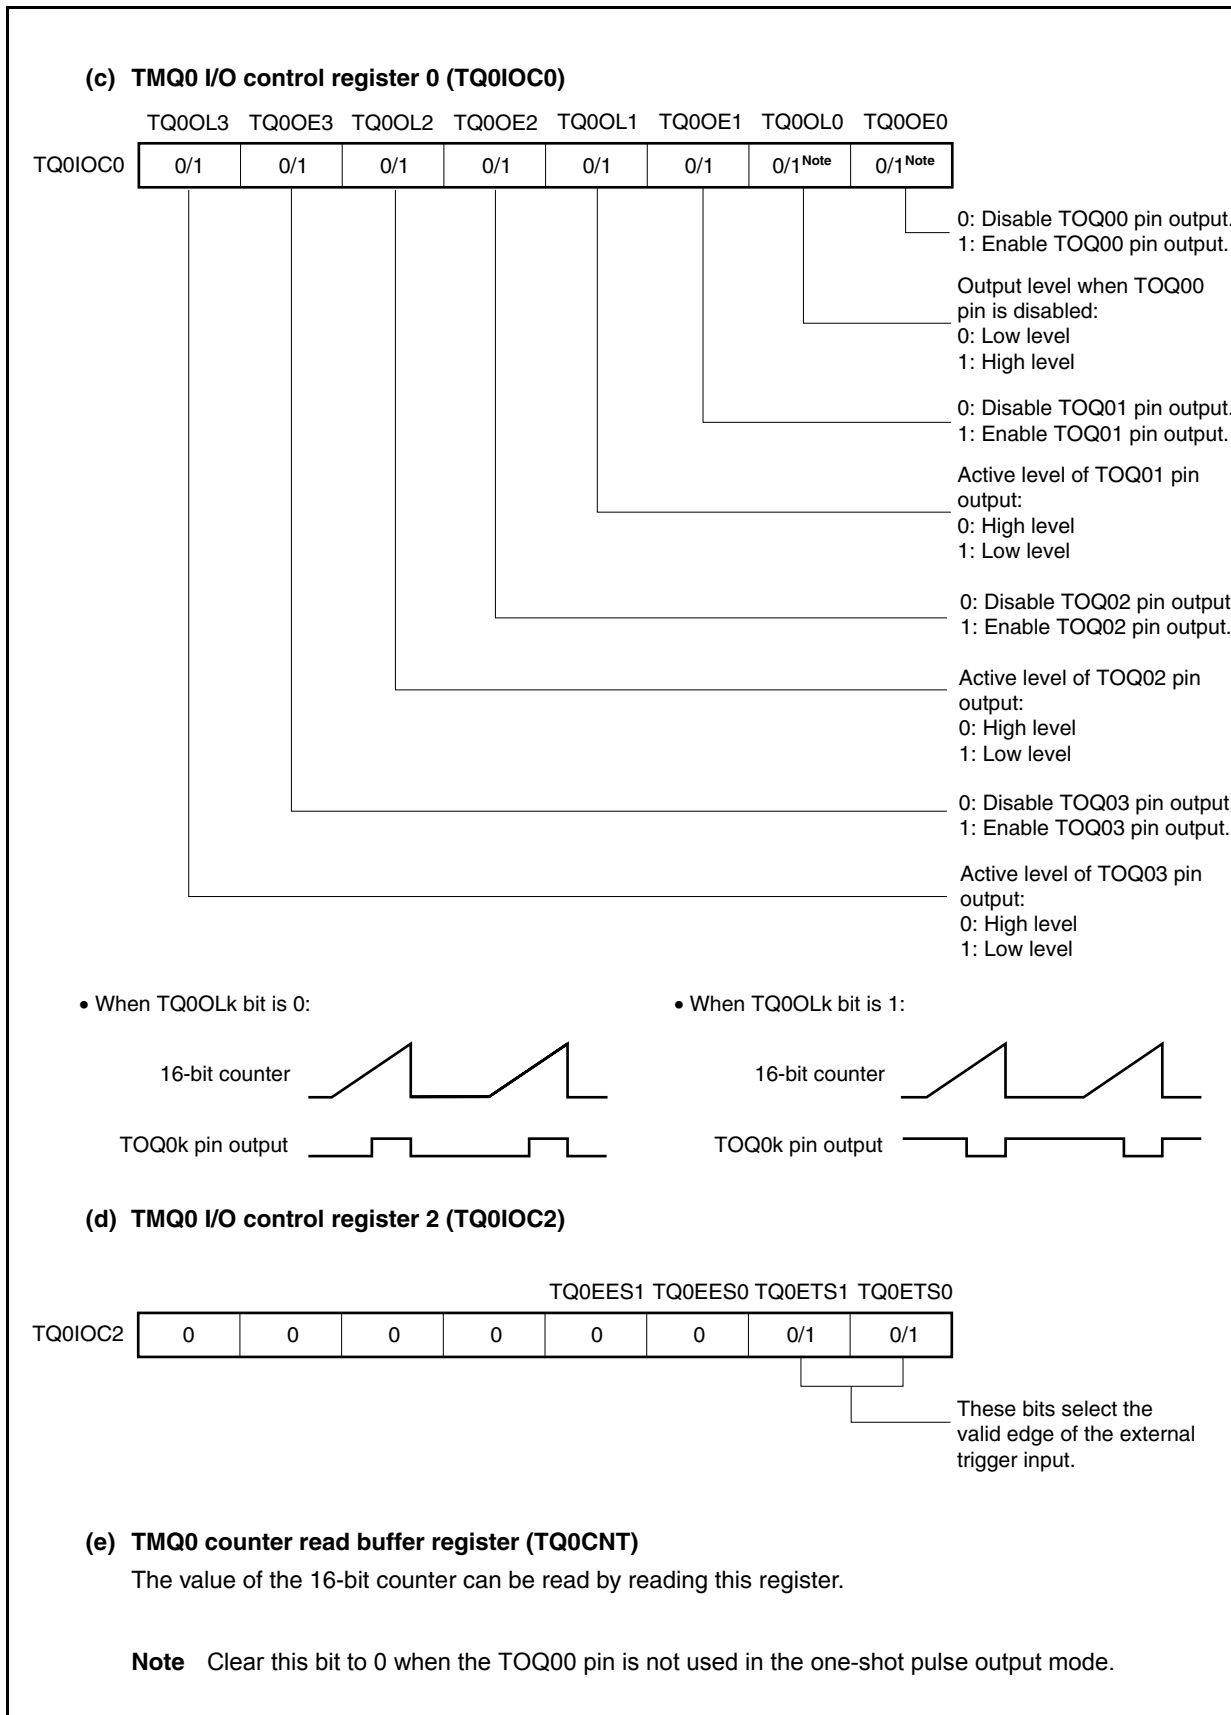 (c) TMQ0 I/O control register 0 (TQ0IOC0)
TQ0OL3 TQ0OE3 TQ0OL2 TQ0OE2 TQ0OL1 TQ0OE1 TQ0OL0 TQ0OE0
TQ0IOC0 0/1 0/1 0/1 0/1 0/1 0/1 0/1Note 0/1Note
0: Disable TOQ00 pin output.
1: Enable TOQ00 pin output.
Output level when TOQ00
pin is disabled:
0: Low level
1: High level
0: Disable TOQ01 pin output.
1: Enable TOQ01 pin output.
Active level of TOQ01 pin
output:
0: High level
1: Low level
0: Disable TOQ02 pin output
1: Enable TOQ02 pin output.
Active level of TOQ02 pin
output:
0: High level
1: Low level
0: Disable TOQ03 pin output
1: Enable TOQ03 pin output.
Active level of TOQ03 pin
output:
0: High level
1: Low level
• When TQ0OLk bit is 0:
16-bit counter
TOQ0k pin output
• When TQ0OLk bit is 1:
16-bit counter
TOQ0k pin output
(d) TMQ0 I/O control register 2 (TQ0IOC2)
TQ0EES1 TQ0EES0 TQ0ETS1 TQ0ETS0
TQ0IOC2 0 0 0 0 0 0 0/1 0/1
These bits select the
valid edge of the external
trigger input.
(e) TMQ0 counter read buffer register (TQ0CNT)
The value of the 16-bit counter can be read by reading this register.
Note Clear this bit to 0 when the TOQ00 pin is not used in the one-shot pulse output mode.